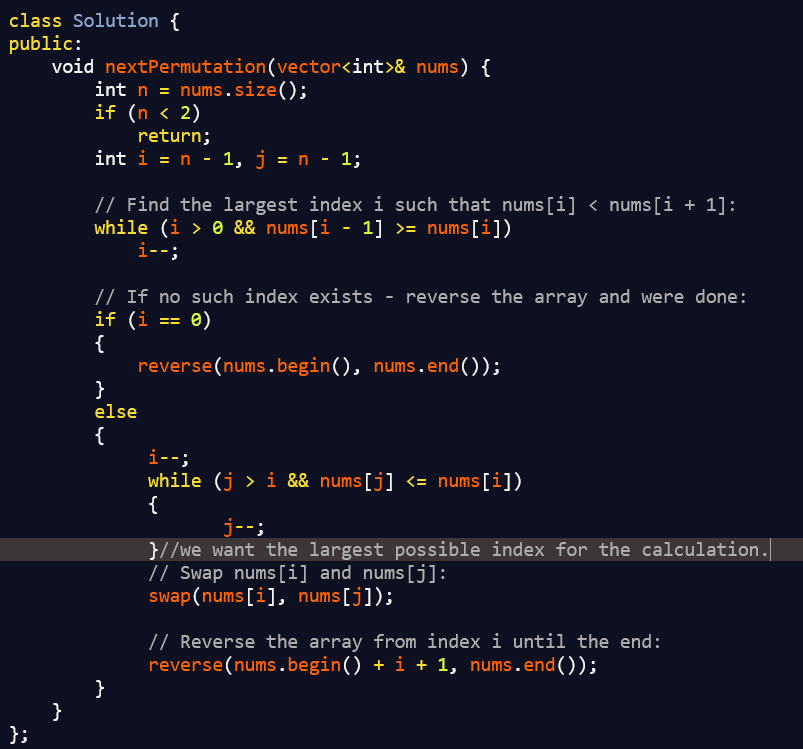 class Solution {
public:
    void nextPermutation(vector<int>& nums) {
        int n = nums.size();
        if (n < 2)
            return;
        int i = n - 1, j = n - 1;

        // Find the largest index i such that nums[i] < nums[i + 1]:
        while (i > 0 && nums[i - 1] >= nums[i])
            i--;

        // If no such index exists - reverse the array and were done:
        if (i == 0)
        {
            reverse(nums.begin(), nums.end());
        }
        else
        {
             i--;
             while (j > i && nums[j] <= nums[i])
             {
                    j--;
             }//we want the largest possible index for the calculation.
             // Swap nums[i] and nums[j]:
             swap(nums[i], nums[j]);

             // Reverse the array from index i until the end:
             reverse(nums.begin() + i + 1, nums.end());
        }
    }
};